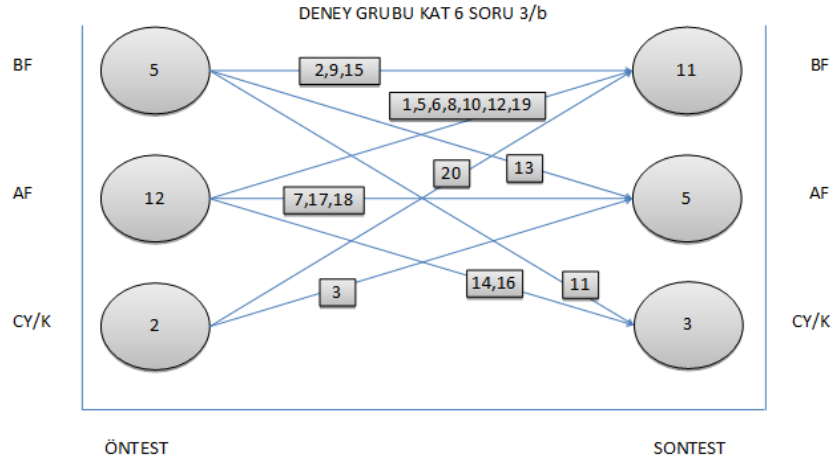 DENEY GRUBU KAT 6 SORU 3/b
BF 5 2,9,15 11 BF
1,5,6,8,10,12,19
20 13
AF 12 7,17,18 5 AF
3 14,16 11
CY/K 2 3 CY/K
ÖNTEST SONTEST